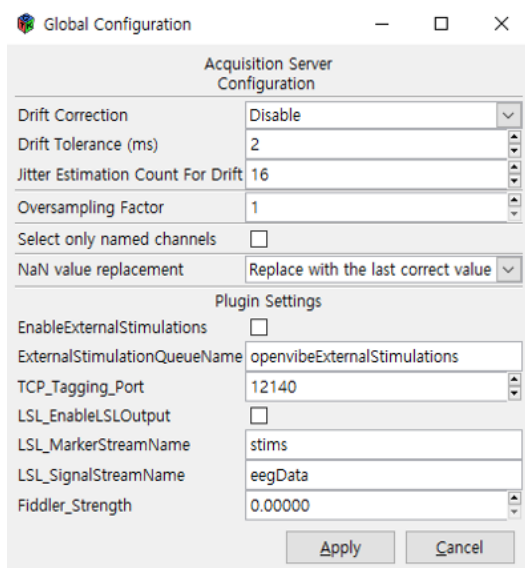 Global Configuration
Acquisition Server
Configuration
Drift Correction Disable
Drift Tolerance (ms) 2
Jitter Estimation Count For Drift 16
Oversampling Factor 1
Select only named channels
NaN value replacement Replace with the last correct value
Plugin Settings
EnableExternalStimulations
ExternalStimulationQueueName openvibeExternalStimulations
TCP_Tagging_Port 12140
LSL_EnableLSLOutput
LSL_MarkerStreamName stims
LSL_SignalStreamName eegData
Fiddler_Strength 0.00000
Apply Cancel